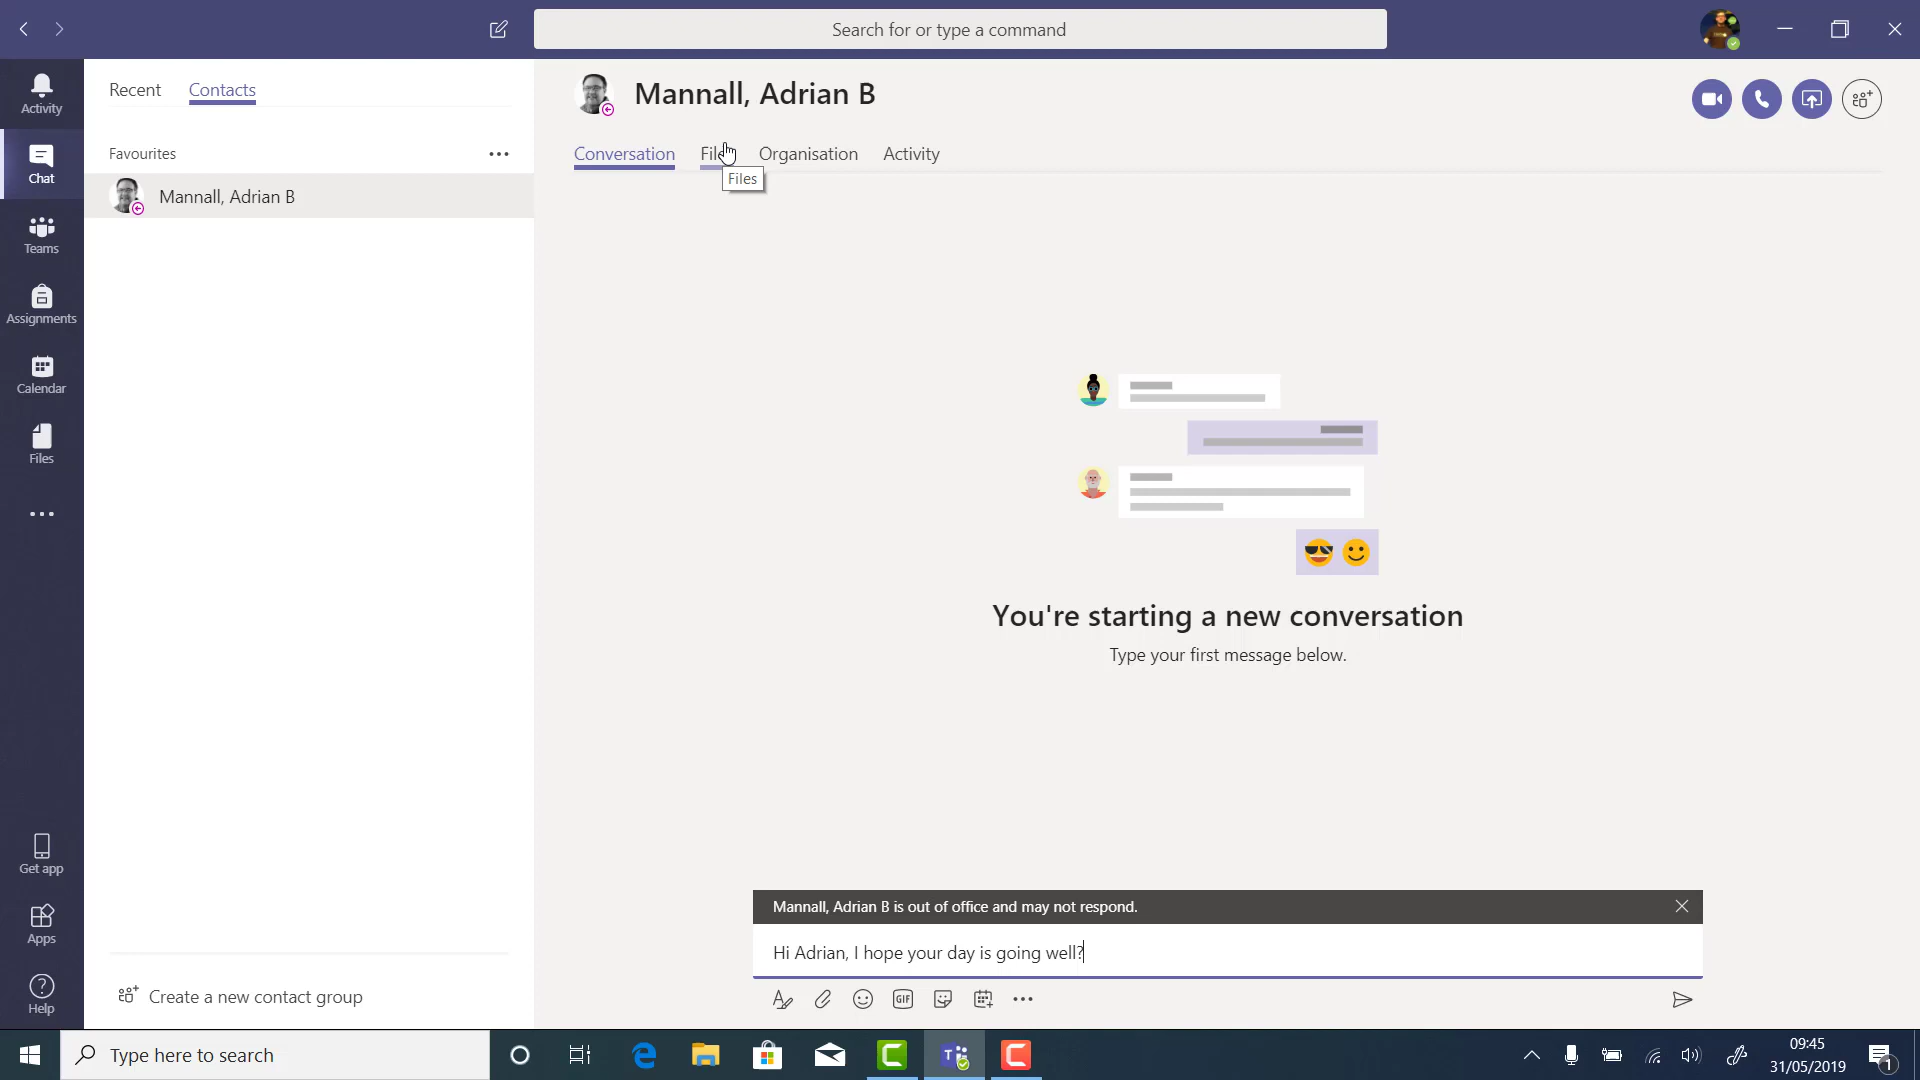 Search for or type a command
Activity
Chat
Teams
Assignments
Calendar
Files
Get app
Apps
Help
Recent Contacts
Favourites
Mannall, Adrian B
Create a new contact group
Mannall, Adrian B
Conversation Files Organisation Activity
Files
You're starting a new conversation
Type your first message below.
Mannall, Adrian B is out of office and may not respond.
Hi Adrian, I hope your day is going well?
GIF
Type here to search
09:45
31/05/2019
1